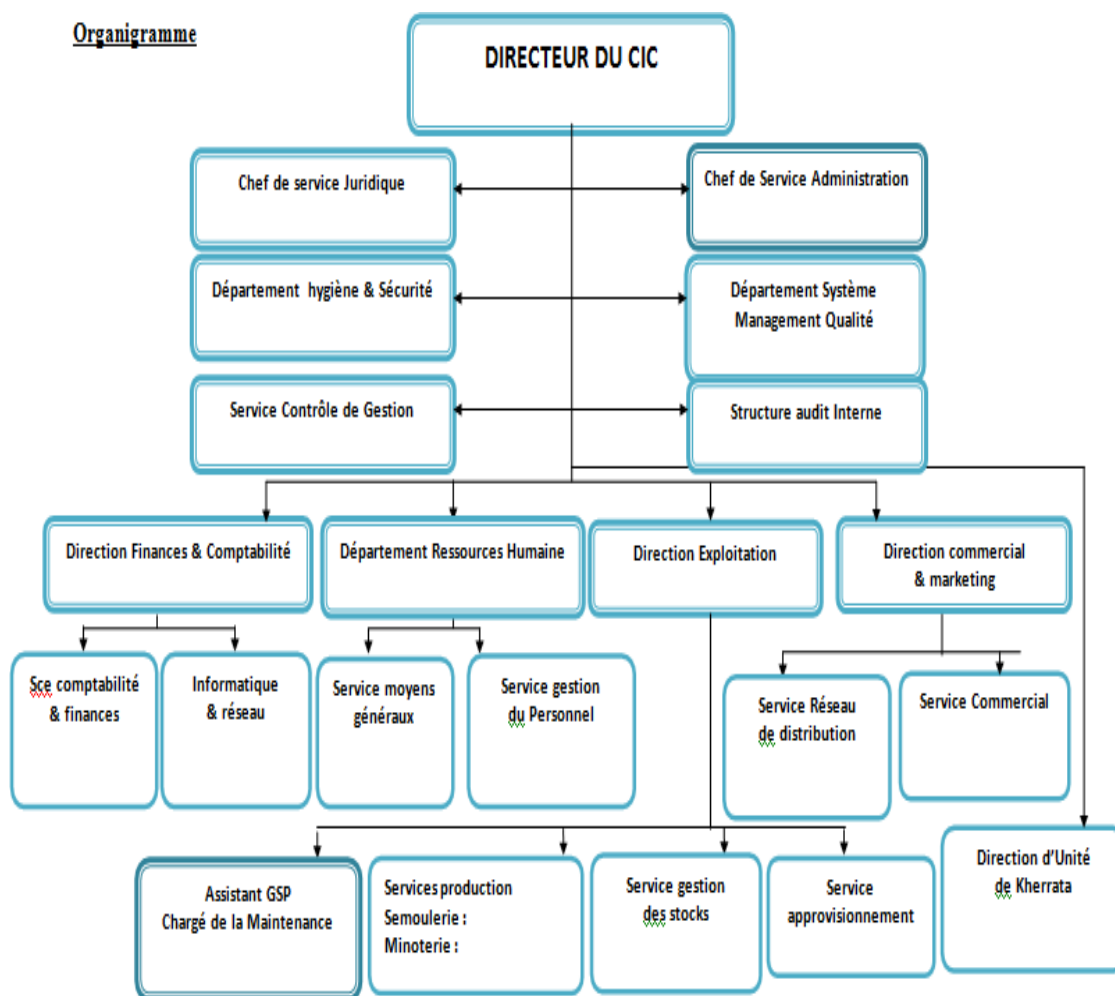 Organigramme
DIRECTEUR DU CIC
Chef de service Juridique
Chef de Service Administration
Département hygiène & Sécurité
Département Système
Management Qualité
Service Contrôle de Gestion
Structure audit Interne
Direction Finances & Comptabilité
Département Ressources Humaine
Direction Exploitation
Direction commercial
& marketing
Sce comptabilité
& finances
Informatique
& réseau
Service moyens
généraux
Service gestion
du Personnel
Service Réseau
de distribution
Service Commercial
Assistant GSP
Chargé de la Maintenance
Services production
Semoulerie :
Minoterie :
Service gestion
des stocks
Service
approvisionnement
Direction d'Unité
de Kherrata